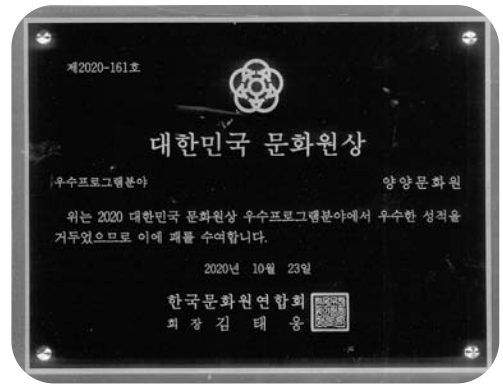 제2020-161호
대한민국 문화원상
우수프로그램분야 양양문화원
위는 2020 대한민국 문화원상 우수프로그램분야에서 우수한 성적을
거두었으므로 이에 패를 수여합니다.
2020년 10월 23일
한국문화원연합회
회 장 김 태 웅